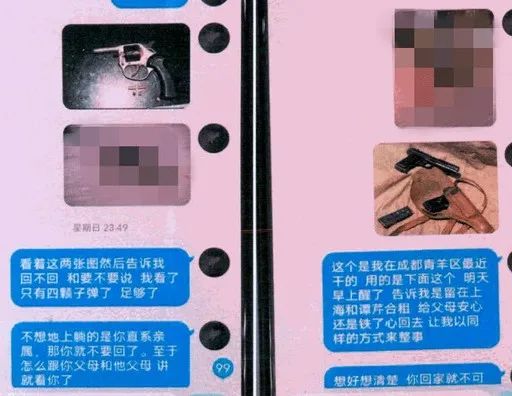 星期日 23:49
看着这两张图然后告诉我
回不回 和要不要说 我看了
只有四颗子弹了 足够了
不想地上躺的是你直系亲
属，那你就不要回了。至于
怎么跟你父母和他父母 讲
就看你了
99
这个是我在成都青羊区最近
干的 用的是下面这个 明天
早上醒了 告诉我是留在上
海和谭芹合租 给父母安心
还是铁了心回去 让我以同
样的方式来整事
想好想清楚 你回家就不可